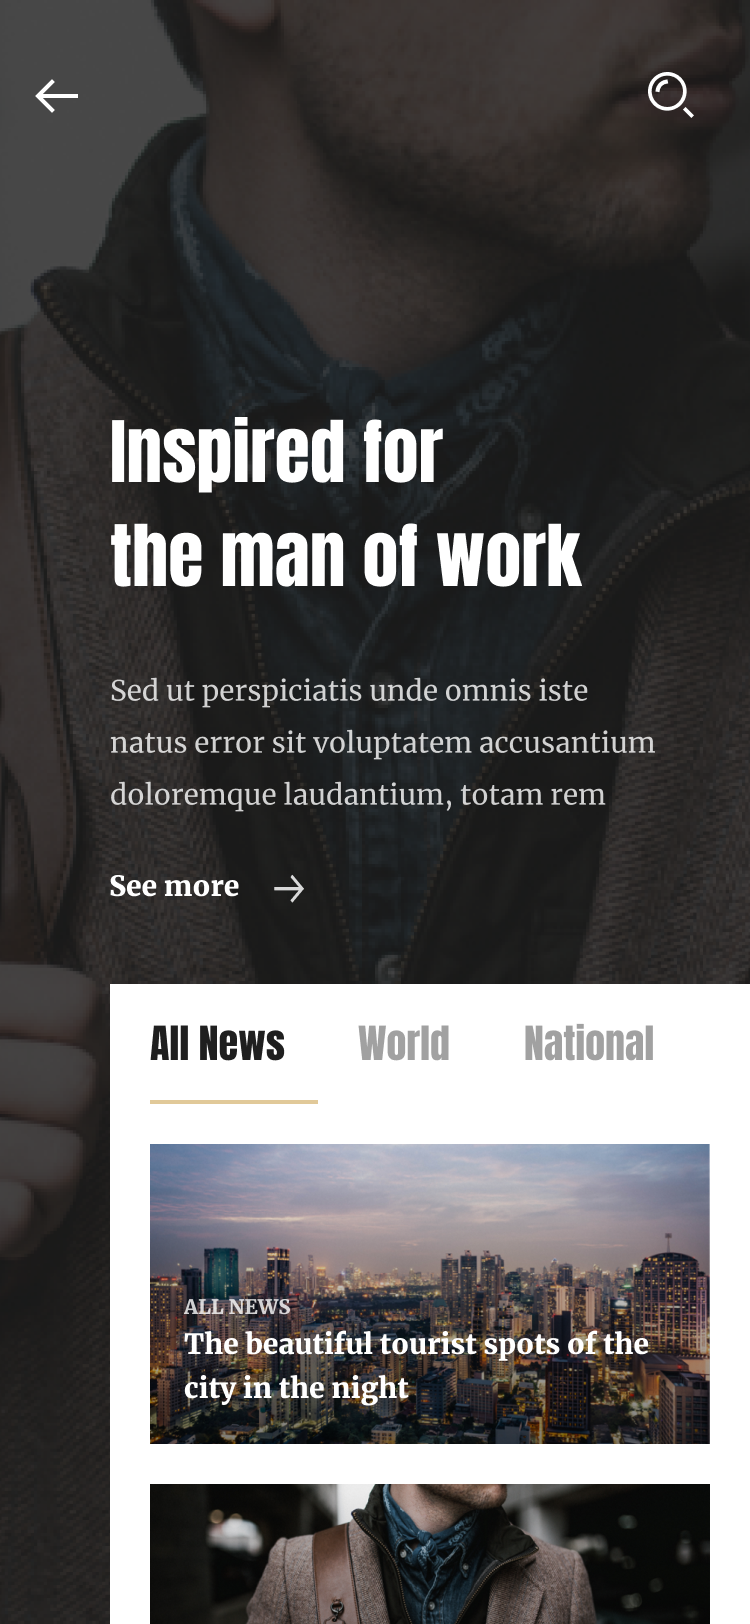 Inspired for
the man of work
Sed ut perspiciatis unde omnis iste
natus error sit voluptatem accusantium
doloremque laudantium, totam rem
See more
All News World National
ALL NEWS
The beautiful tourist spots of the
city in the night